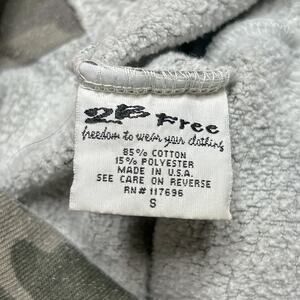 2B Free
freedom to wear your clothing
85% COTTON
15% POLYESTER
MADE IN U.S.A.
SEE CARE ON REVERSE
RN# 117696
S